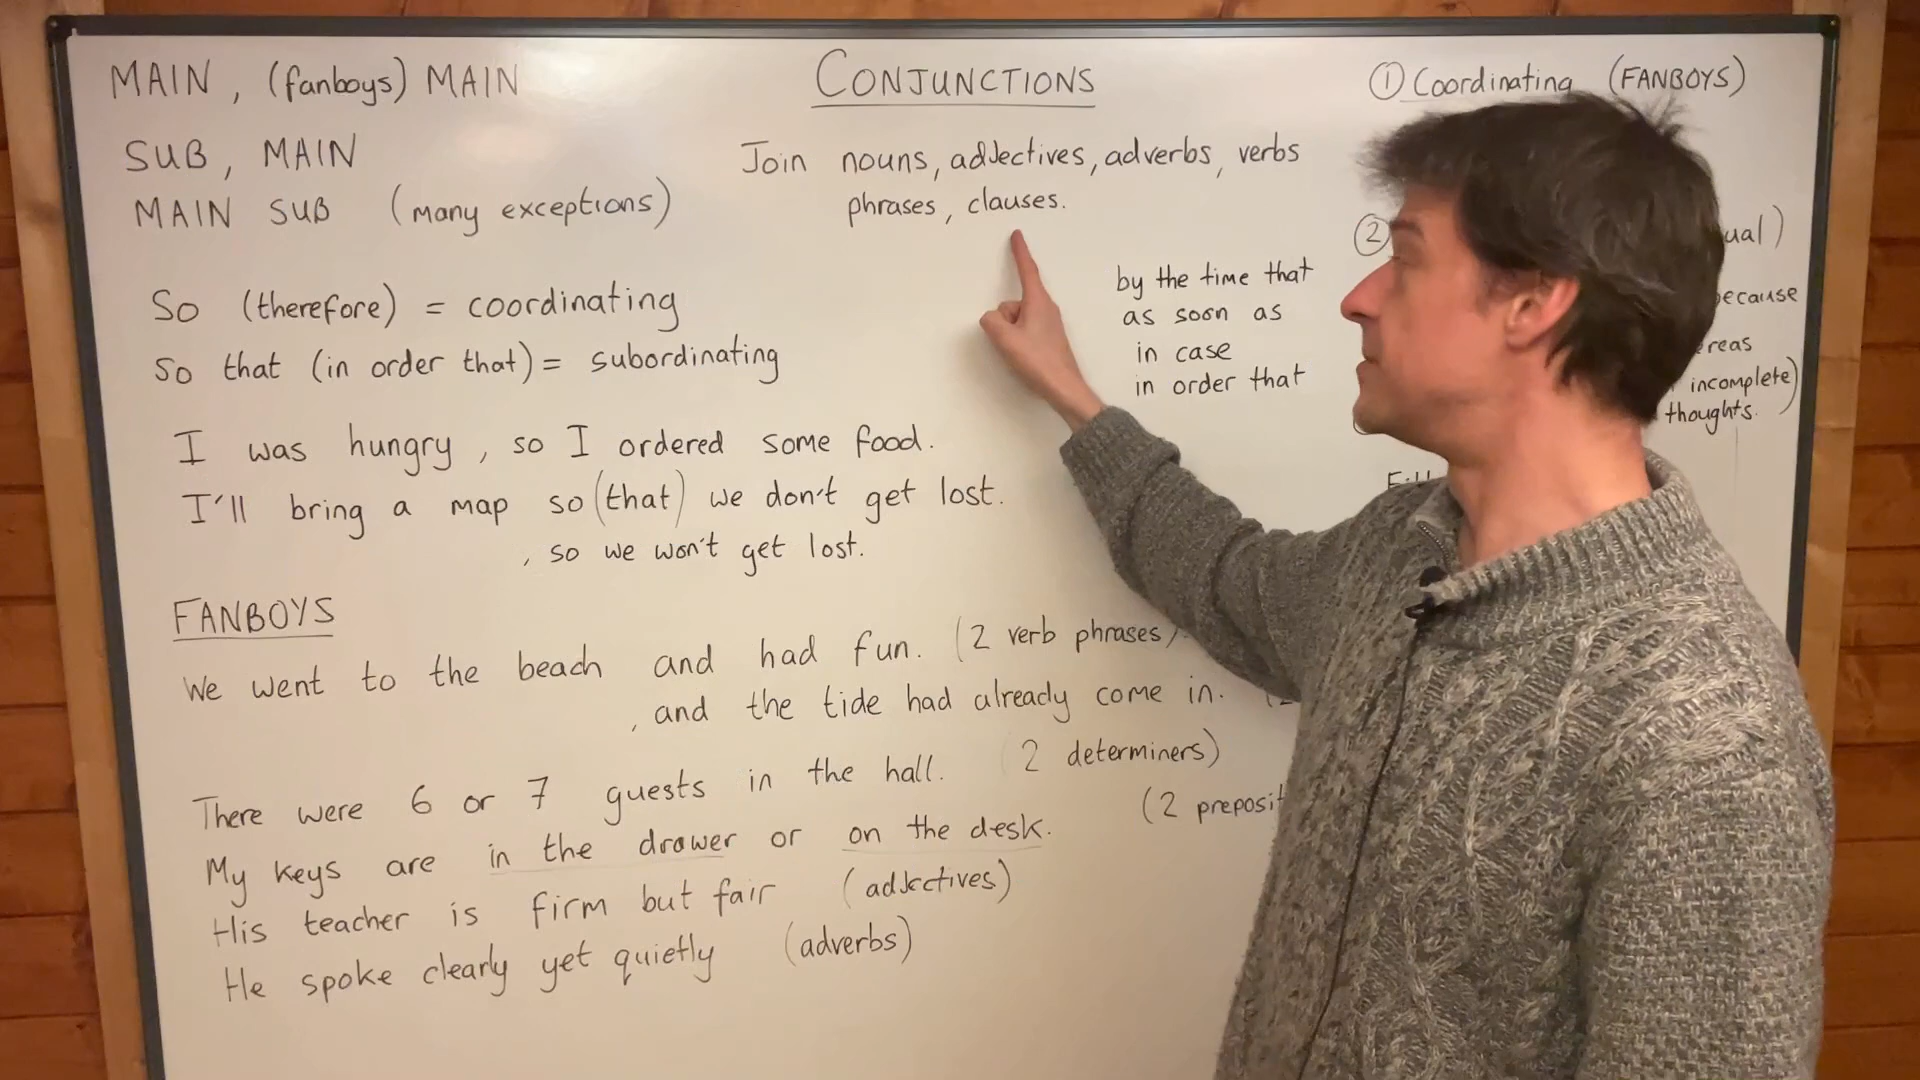 CONJUNCTIONS
MAIN, (fanboys) MAIN
SUB, MAIN
MAIN SUB (many exceptions)
So (therefore) = coordinating
So that (in order that) = subordinating
I was hungry, so I ordered some food.
I'll bring a map so (that) we don't get lost.
, so we won't get lost.
FANBOYS
We went to the beach and had fun. (2 verb phrases)
, and the tide had already come in.
There were 6 or 7 guests in the hall. (2 determiners)
My keys are in the drawer or on the desk. (2
His teacher is firm but fair (adjectives)
He spoke clearly yet quietly (adverbs)
Join nouns, adjectives, adverbs, verbs
phrases, clauses.
by the time that
as soon as
in case
in order that
① Coordinating (FANBOYS)
②
incomplete)
thoughts.